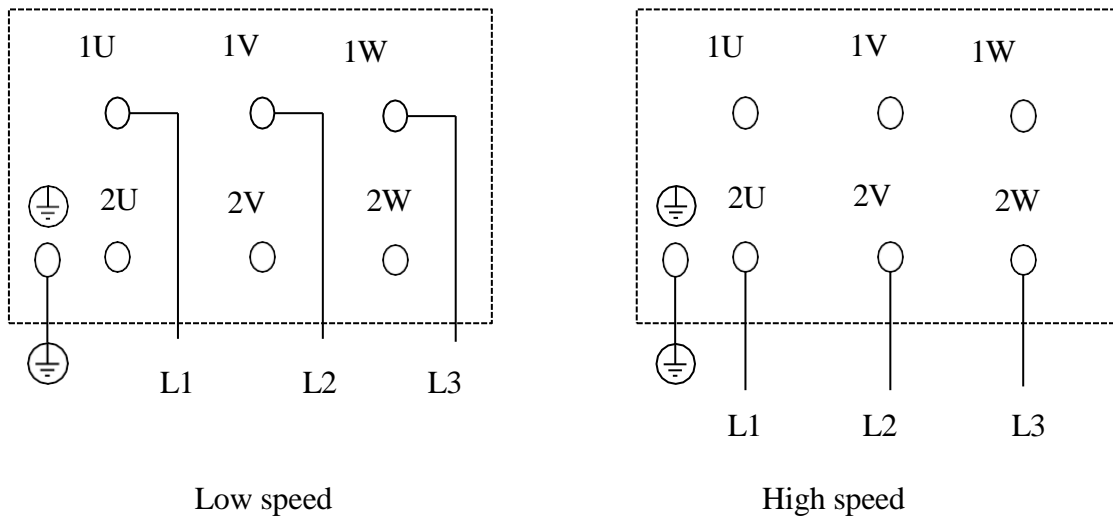 1U 1V 1W
2U 2V 2W
L1 L2 L3
Low speed
1U 1V 1W
2U 2V 2W
L1 L2 L3
High speed